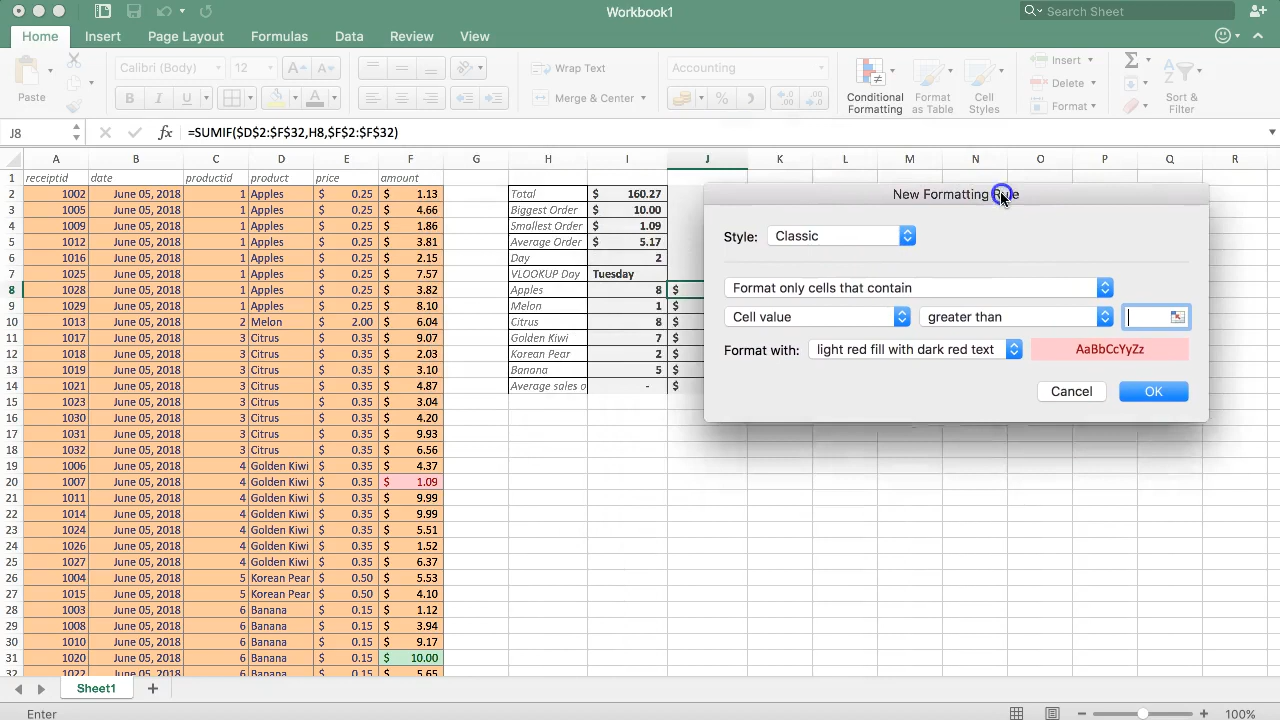 Workbook1
Search Sheet
Home Insert Page Layout Formulas Data Review View
Paste
Calibri (Body) 12
A A
B I U A
Wrap Text
Merge & Center
Accounting
$ % )
Conditional Formatting
Format as Table
Cell Styles
Insert
Delete
Format
Sort & Filter
J8 fx =SUMIF($D$2:$F$32,H8,$F$2:$F$32)
A B C D E F G H I J K L M N O P Q R
1 receiptid date productid product price amount
2 1002 June 05, 2018 1 Apples $ 0.25 $ 1.13 Total $ 160.27
3 1005 June 05, 2018 1 Apples $ 0.25 $ 4.66 Biggest Order $ 10.00
4 1009 June 05, 2018 1 Apples $ 0.25 $ 1.86 Smallest Order $ 1.09
5 1012 June 05, 2018 1 Apples $ 0.25 $ 3.81 Average Order $ 5.17
6 1016 June 05, 2018 1 Apples $ 0.25 $ 2.15 Day 2
7 1025 June 05, 2018 1 Apples $ 0.25 $ 7.57 VLOOKUP Day Tuesday
8 1028 June 05, 2018 1 Apples $ 0.25 $ 3.82 Apples 8 $
9 1029 June 05, 2018 1 Apples $ 0.25 $ 8.10 Melon 1 $
10 1013 June 05, 2018 2 Melon $ 2.00 $ 6.04 Citrus 8 $
11 1001 June 05, 2018 3 Citrus $ 0.35 $ 9.07 Golden Kiwi 7 $
12 1018 June 05, 2018 3 Citrus $ 0.35 $ 2.03 Korean Pear 2 $
13 1019 June 05, 2018 3 Citrus $ 0.35 $ 3.10 Banana 5 $
14 1021 June 05, 2018 3 Citrus $ 0.35 $ 4.87 Average sales o - $
15 1023 June 05, 2018 3 Citrus $ 0.35 $ 3.04
16 1030 June 05, 2018 3 Citrus $ 0.35 $ 4.20
17 1031 June 05, 2018 3 Citrus $ 0.35 $ 9.93
18 1032 June 05, 2018 3 Citrus $ 0.35 $ 6.56
19 1006 June 05, 2018 4 Golden Kiwi $ 0.35 $ 4.37
20 1007 June 05, 2018 4 Golden Kiwi $ 0.35 $ 1.09
21 1011 June 05, 2018 4 Golden Kiwi $ 0.35 $ 9.99
22 1014 June 05, 2018 4 Golden Kiwi $ 0.35 $ 9.99
23 1024 June 05, 2018 4 Golden Kiwi $ 0.35 $ 5.51
24 1026 June 05, 2018 4 Golden Kiwi $ 0.35 $ 1.52
25 1027 June 05, 2018 4 Golden Kiwi $ 0.35 $ 6.37
26 1004 June 05, 2018 5 Korean Pear $ 0.50 $ 5.53
27 1015 June 05, 2018 5 Korean Pear $ 0.50 $ 4.10
28 1003 June 05, 2018 6 Banana $ 0.15 $ 1.12
29 1008 June 05, 2018 6 Banana $ 0.15 $ 3.94
30 1010 June 05, 2018 6 Banana $ 0.15 $ 9.17
31 1020 June 05, 2018 6 Banana $ 0.15 $ 10.00
32 1022 June 05, 2018 6 Banana $ 0.15 $ 5.65
New Formatting Rule
Style: Classic
Format only cells that contain
Cell value greater than
Format with: light red fill with dark red text AaBbCcYyZz
Cancel OK
Sheet1
Enter 100%